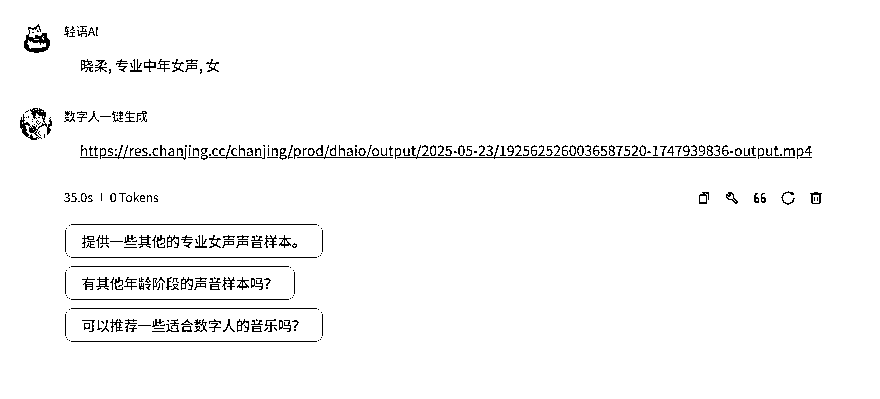 轻语AI
晓柔, 专业中年女声, 女
数字人一键生成
https://res.chanjing.cc/chanjing/prod/dhaio/output/2025-05-23/1925625260036587520-1747939836-output.mp4
35.0s | 0 Tokens
提供一些其他的专业女声声音样本。
有其他年龄阶段的声音样本吗?
可以推荐一些适合数字人的音乐吗?